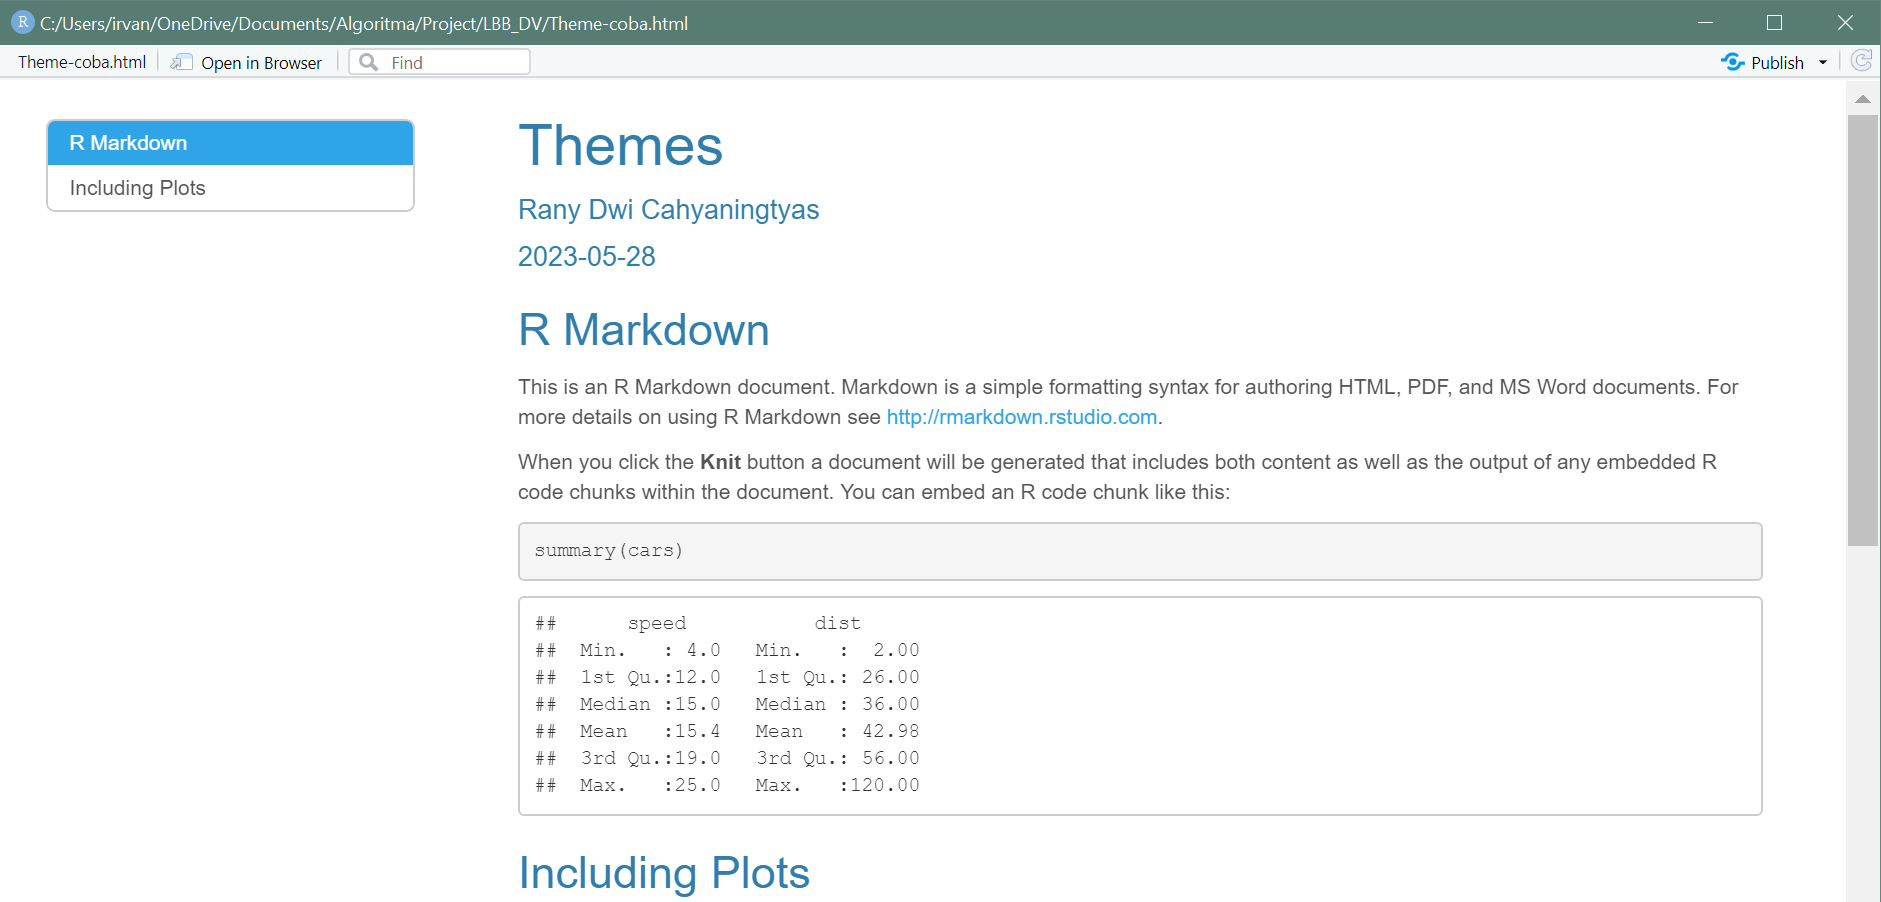 R C:/Users/irvan/OneDrive/Documents/Algoritma/Project/LBB_DV/Theme-coba.html
Theme-coba.html Open in Browser Find Publish
R Markdown
Including Plots
Themes
Rany Dwi Cahyaningtyas
2023-05-28
R Markdown
This is an R Markdown document. Markdown is a simple formatting syntax for authoring HTML, PDF, and MS Word documents. For
more details on using R Markdown see http://rmarkdown.rstudio.com.
When you click the Knit button a document will be generated that includes both content as well as the output of any embedded R
code chunks within the document. You can embed an R code chunk like this:
summary(cars)
##      speed           dist
##  Min.   : 4.0   Min.   :  2.00
##  1st Qu.:12.0   1st Qu.: 26.00
##  Median :15.0   Median : 36.00
##  Mean   :15.4   Mean   : 42.98
##  3rd Qu.:19.0   3rd Qu.: 56.00
##  Max.   :25.0   Max.   :120.00
Including Plots